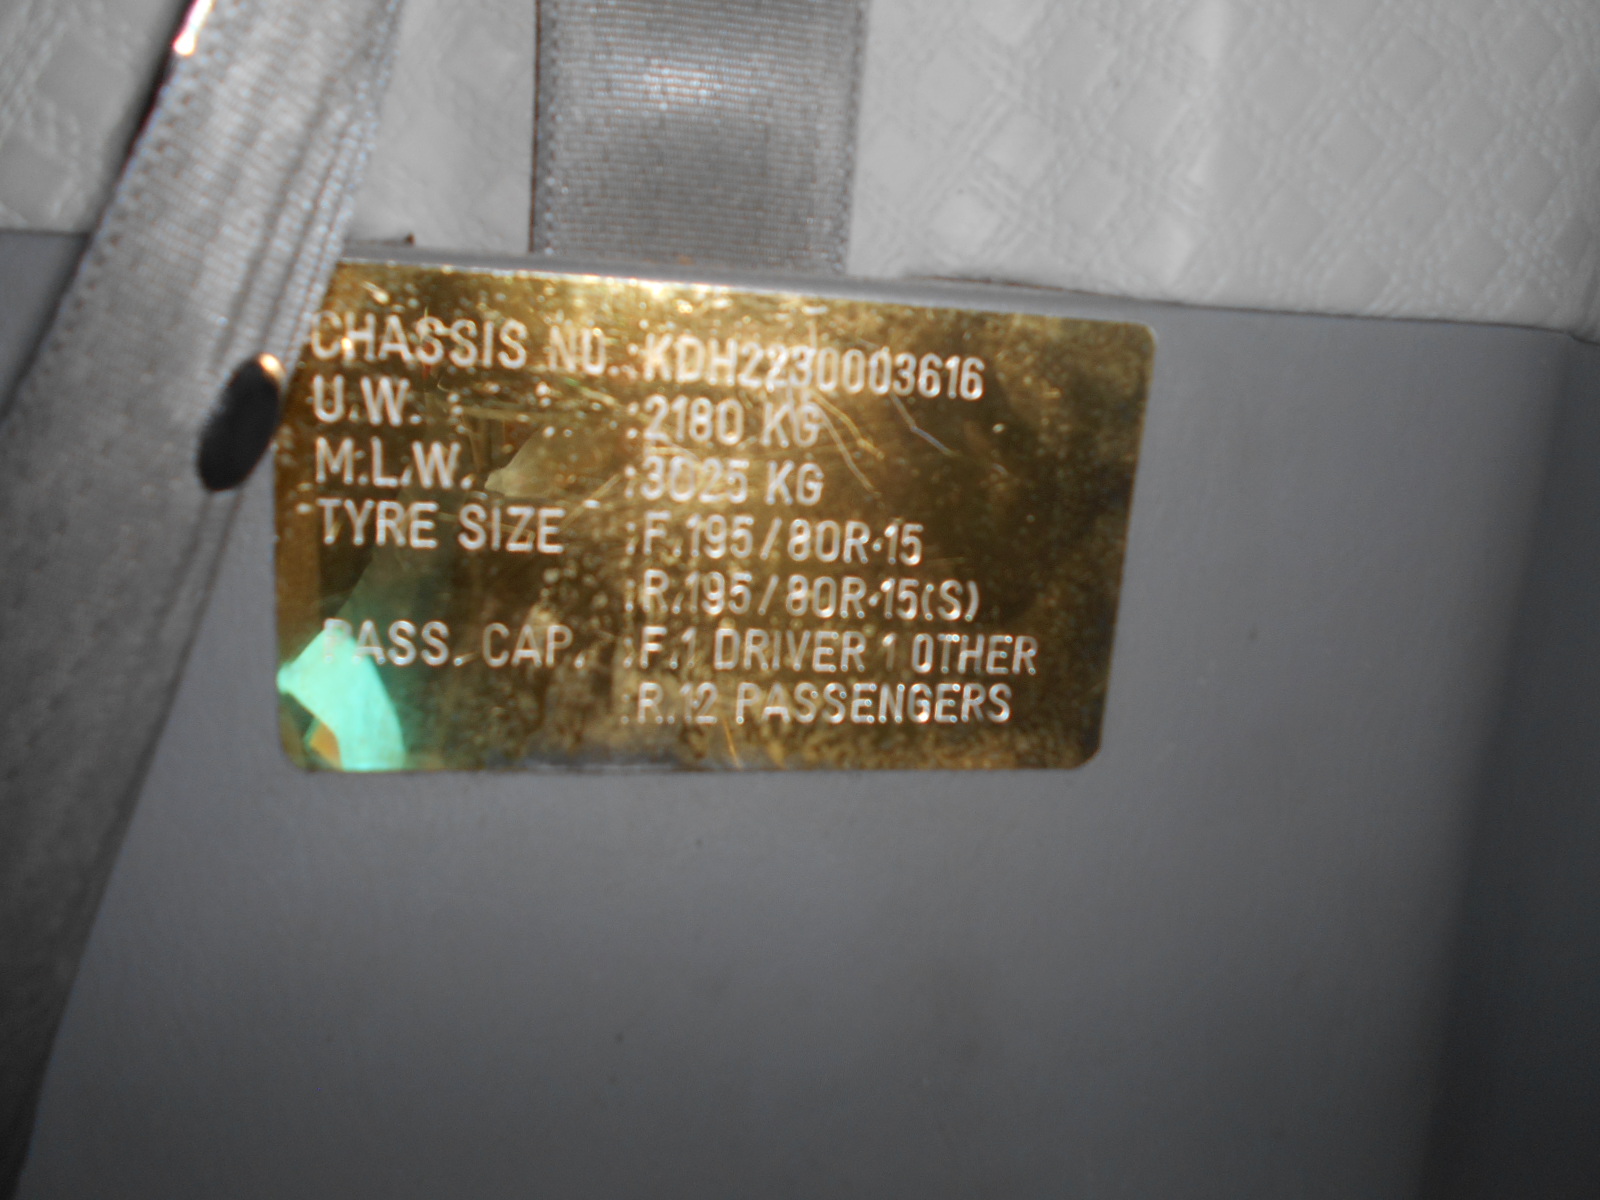 CHASSIS NO. :KDH2230003616
U.W. : :2180 KG
M.L.W. :3025 KG
TYRE SIZE :F.195/80R-15
:R.195/80R-15(S)
PASS. CAP. :F.1 DRIVER 1 OTHER
:R.12 PASSENGERS